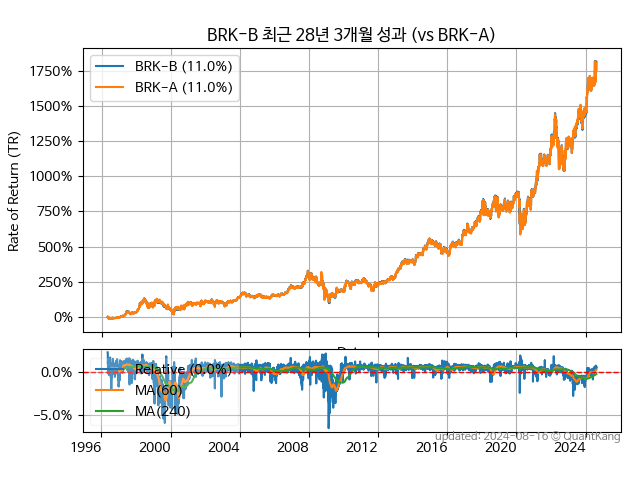 BRK-B 최근 28년 3개월 성과 (vs BRK-A)
Rate of Return (TR)
1750%
1500%
1250%
1000%
750%
500%
250%
0%
BRK-B (11.0%)
BRK-A (11.0%)
0.0%
−5.0%
Relative (0.0%)
MA(60)
MA(240)
1996 2000 2004 2008 2012 2016 2020 2024
updated: 2024-08-16 © QuantKang